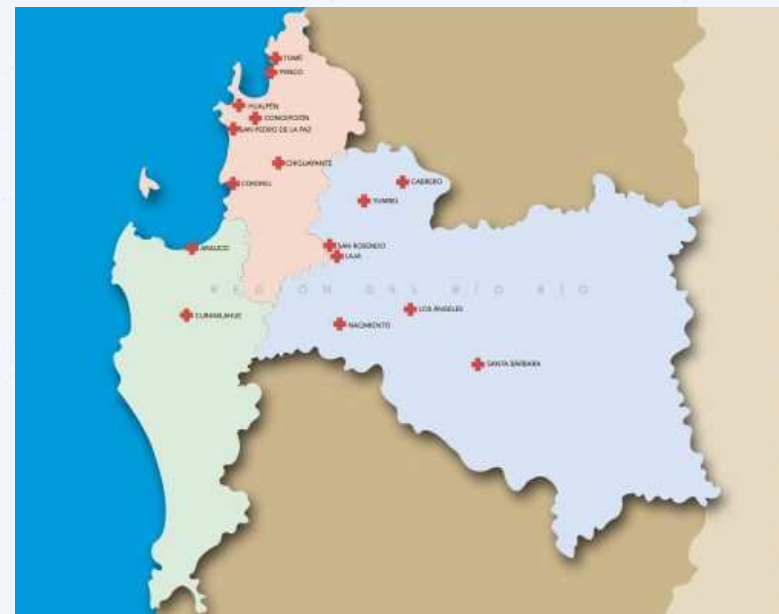 TOMÉ
PENCO
HUALPÉN
CONCEPCIÓN
SAN PEDRO DE LA PAZ
CHIGUAYANTE
CABRERO
CORONEL
YUMBEL
SAN ROSENDO
ARAUCO
LAJA
REGIÓN DEL BÍO BÍO
LOS ÁNGELES
CURANILAHUE
NACIMIENTO
SANTA BÁRBARA